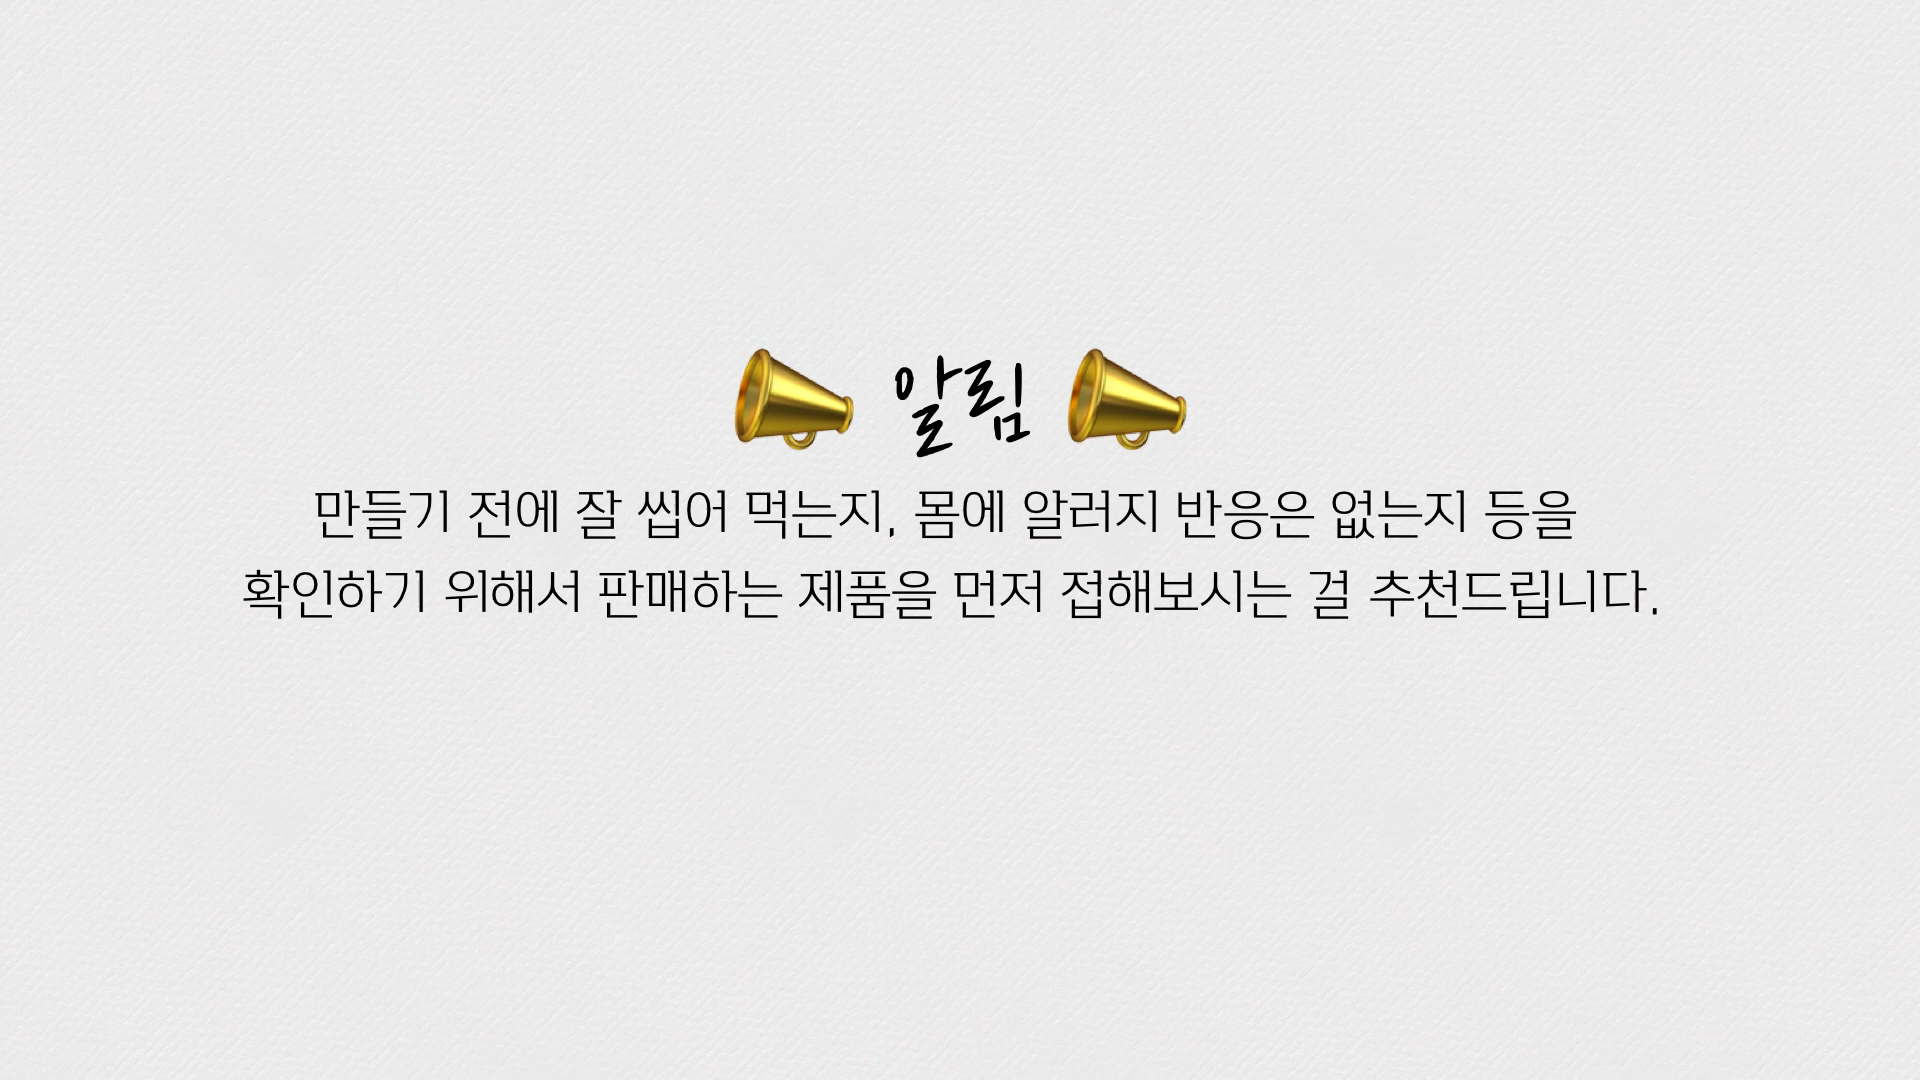 알림
만들기 전에 잘 씹어 먹는지, 몸에 알러지 반응은 없는지 등을
확인하기 위해서 판매하는 제품을 먼저 접해보시는 걸 추천드립니다.